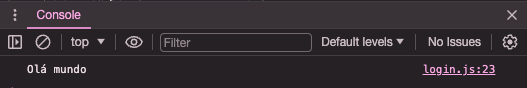 Console
top
Filter
Default levels
No Issues
Olá mundo
login.js:23